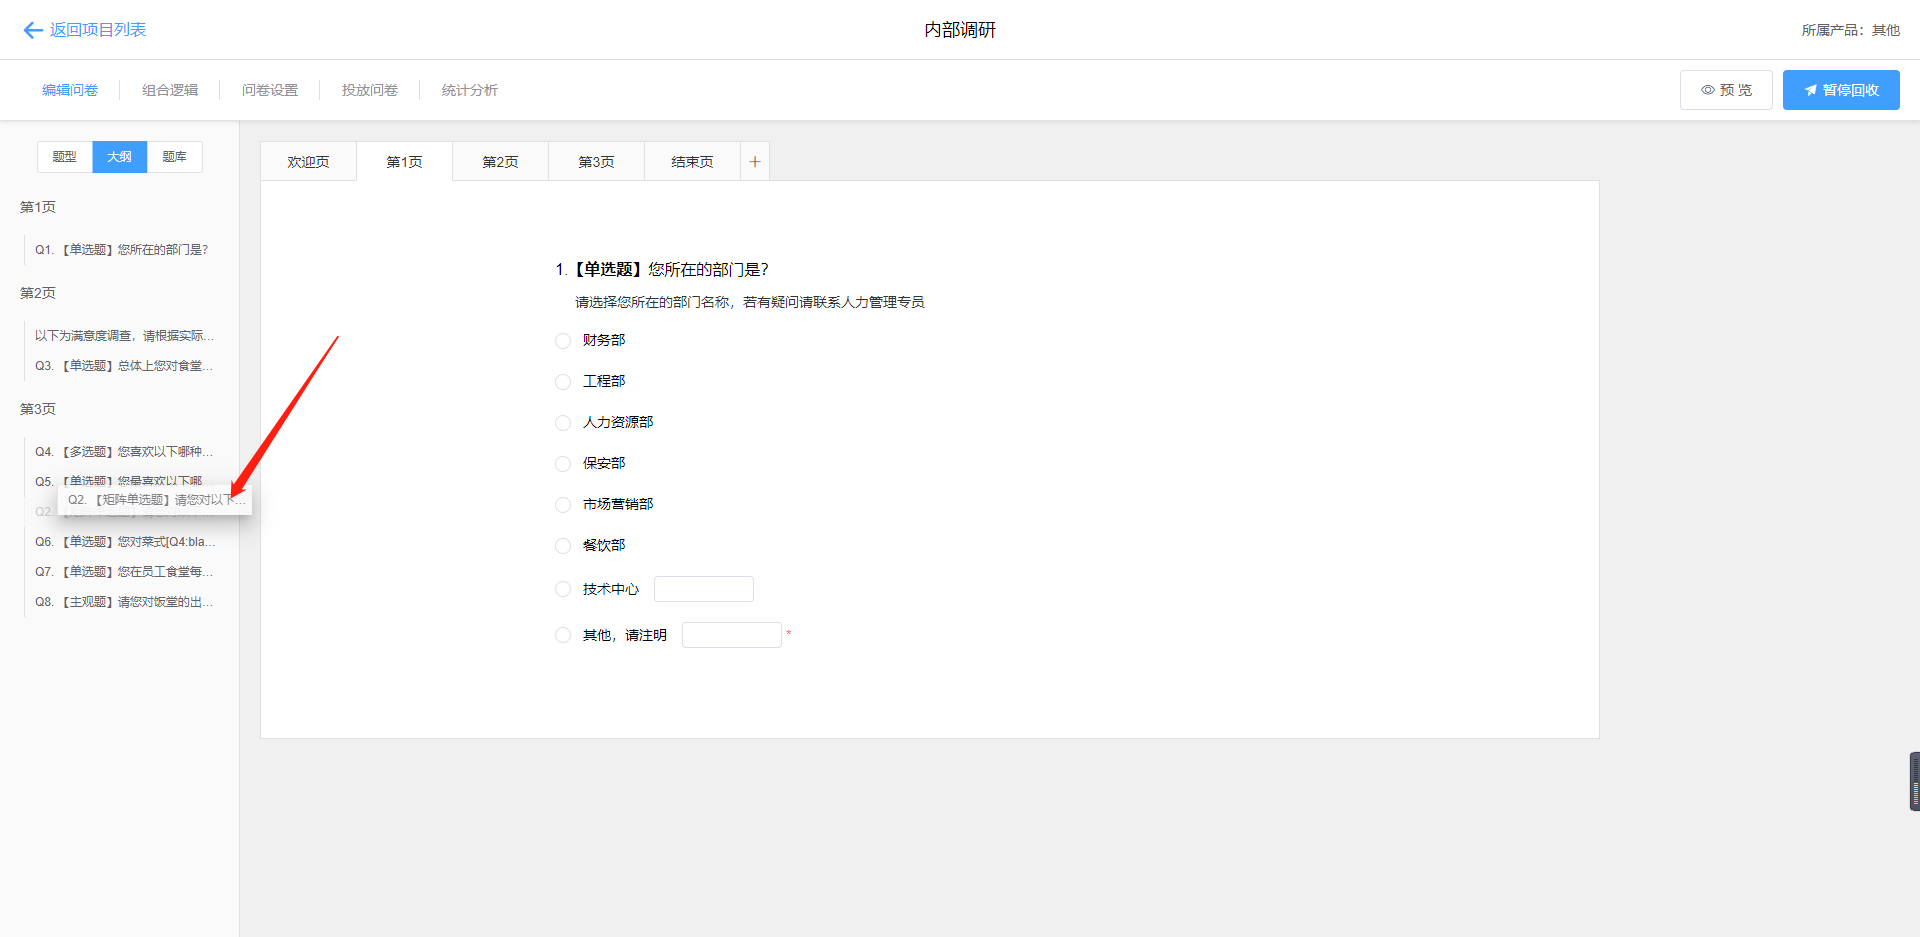 返回项目列表
内部调研
所属产品：其他
编辑问卷
组合逻辑
问卷设置
投放问卷
统计分析
预 览
暂停回收
题型
大纲
题库
第1页
Q1. 【单选题】您所在的部门是？
第2页
以下为满意度调查，请根据实际...
Q3. 【单选题】总体上您对食堂...
第3页
Q4. 【多选题】您喜欢以下哪种...
Q5. 【单选题】您最喜欢以下哪
Q2. 【矩阵单选题】请您对以下...
Q2.
Q6. 【单选题】您对菜式[Q4:bla...
Q7. 【单选题】您在员工食堂每...
Q8. 【主观题】请您对饭堂的出...
欢迎页
第1页
第2页
第3页
结束页
1.【单选题】您所在的部门是？
请选择您所在的部门名称，若有疑问请联系人力管理专员
财务部
工程部
人力资源部
保安部
市场营销部
餐饮部
技术中心
其他，请注明 *